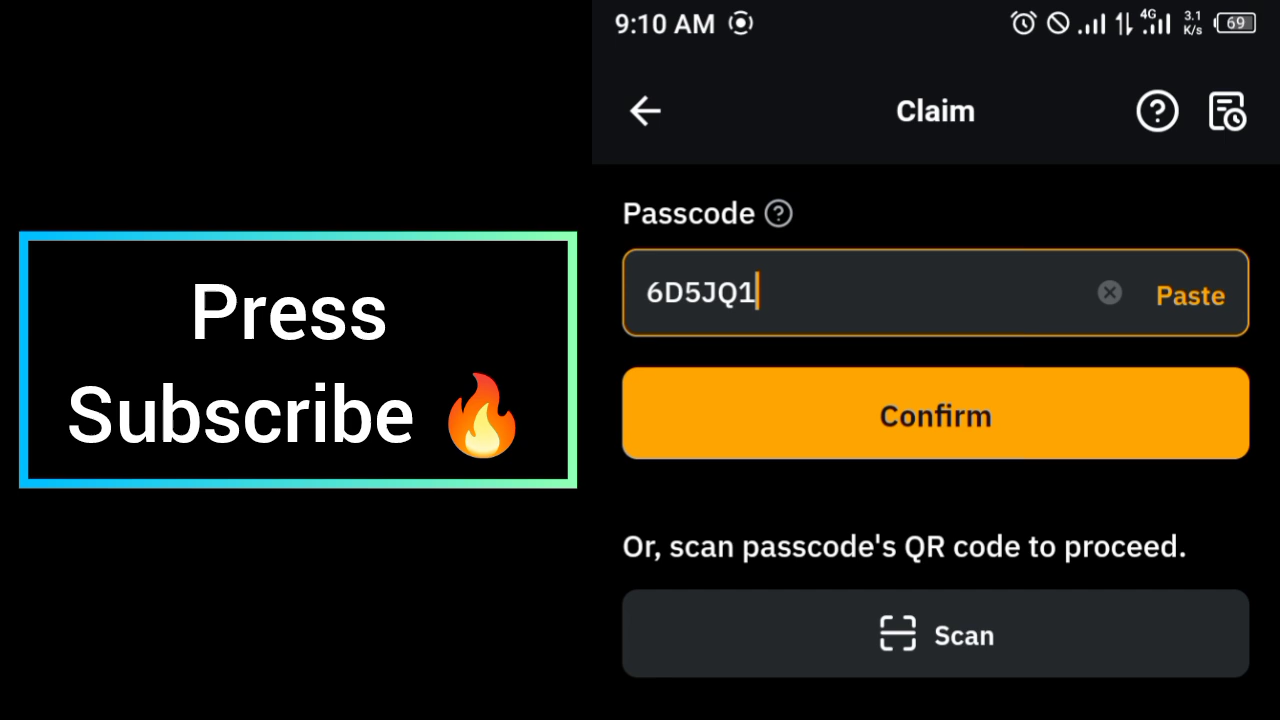 Press
Subscribe 🔥
9:10 AM
4G 3.1 K/s 69
Claim
Passcode
6D5JQ1
Paste
Confirm
Or, scan passcode's QR code to proceed.
Scan